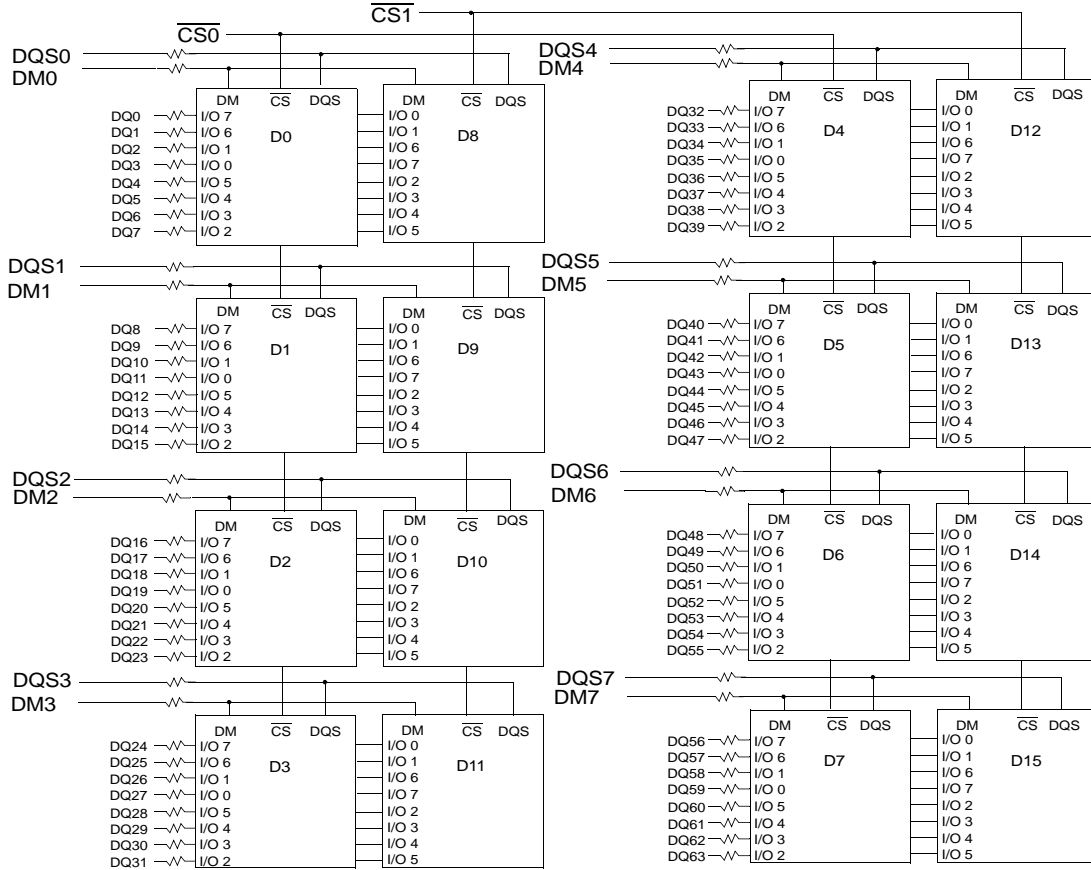 CS1
CS0
DQS0
DM0
DM CS DQS DM CS DQS
D0 D8
DQ0 I/O 7 I/O 0
DQ1 I/O 6 I/O 1
DQ2 I/O 1 I/O 6
DQ3 I/O 0 I/O 7
DQ4 I/O 5 I/O 2
DQ5 I/O 4 I/O 3
DQ6 I/O 3 I/O 4
DQ7 I/O 2 I/O 5
DQS1
DM1
DM CS DQS DM CS DQS
D1 D9
DQ8 I/O 7 I/O 0
DQ9 I/O 6 I/O 1
DQ10 I/O 1 I/O 6
DQ11 I/O 0 I/O 7
DQ12 I/O 5 I/O 2
DQ13 I/O 4 I/O 3
DQ14 I/O 3 I/O 4
DQ15 I/O 2 I/O 5
DQS2
DM2
DM CS DQS DM CS DQS
D2 D10
DQ16 I/O 7 I/O 0
DQ17 I/O 6 I/O 1
DQ18 I/O 1 I/O 6
DQ19 I/O 0 I/O 7
DQ20 I/O 5 I/O 2
DQ21 I/O 4 I/O 3
DQ22 I/O 3 I/O 4
DQ23 I/O 2 I/O 5
DQS3
DM3
DM CS DQS DM CS DQS
D3 D11
DQ24 I/O 7 I/O 0
DQ25 I/O 6 I/O 1
DQ26 I/O 1 I/O 6
DQ27 I/O 0 I/O 7
DQ28 I/O 5 I/O 2
DQ29 I/O 4 I/O 3
DQ30 I/O 3 I/O 4
DQ31 I/O 2 I/O 5
DQS4
DM4
DM CS DQS DM CS DQS
D4 D12
DQ32 I/O 7 I/O 0
DQ33 I/O 6 I/O 1
DQ34 I/O 1 I/O 6
DQ35 I/O 0 I/O 7
DQ36 I/O 5 I/O 2
DQ37 I/O 4 I/O 3
DQ38 I/O 3 I/O 4
DQ39 I/O 2 I/O 5
DQS5
DM5
DM CS DQS DM CS DQS
D5 D13
DQ40 I/O 7 I/O 0
DQ41 I/O 6 I/O 1
DQ42 I/O 1 I/O 6
DQ43 I/O 0 I/O 7
DQ44 I/O 5 I/O 2
DQ45 I/O 4 I/O 3
DQ46 I/O 3 I/O 4
DQ47 I/O 2 I/O 5
DQS6
DM6
DM CS DQS DM CS DQS
D6 D14
DQ48 I/O 7 I/O 0
DQ49 I/O 6 I/O 1
DQ50 I/O 1 I/O 6
DQ51 I/O 0 I/O 7
DQ52 I/O 5 I/O 2
DQ53 I/O 4 I/O 3
DQ54 I/O 3 I/O 4
DQ55 I/O 2 I/O 5
DQS7
DM7
DM CS DQS DM CS DQS
D7 D15
DQ56 I/O 7 I/O 0
DQ57 I/O 6 I/O 1
DQ58 I/O 1 I/O 6
DQ59 I/O 0 I/O 7
DQ60 I/O 5 I/O 2
DQ61 I/O 4 I/O 3
DQ62 I/O 3 I/O 4
DQ63 I/O 2 I/O 5